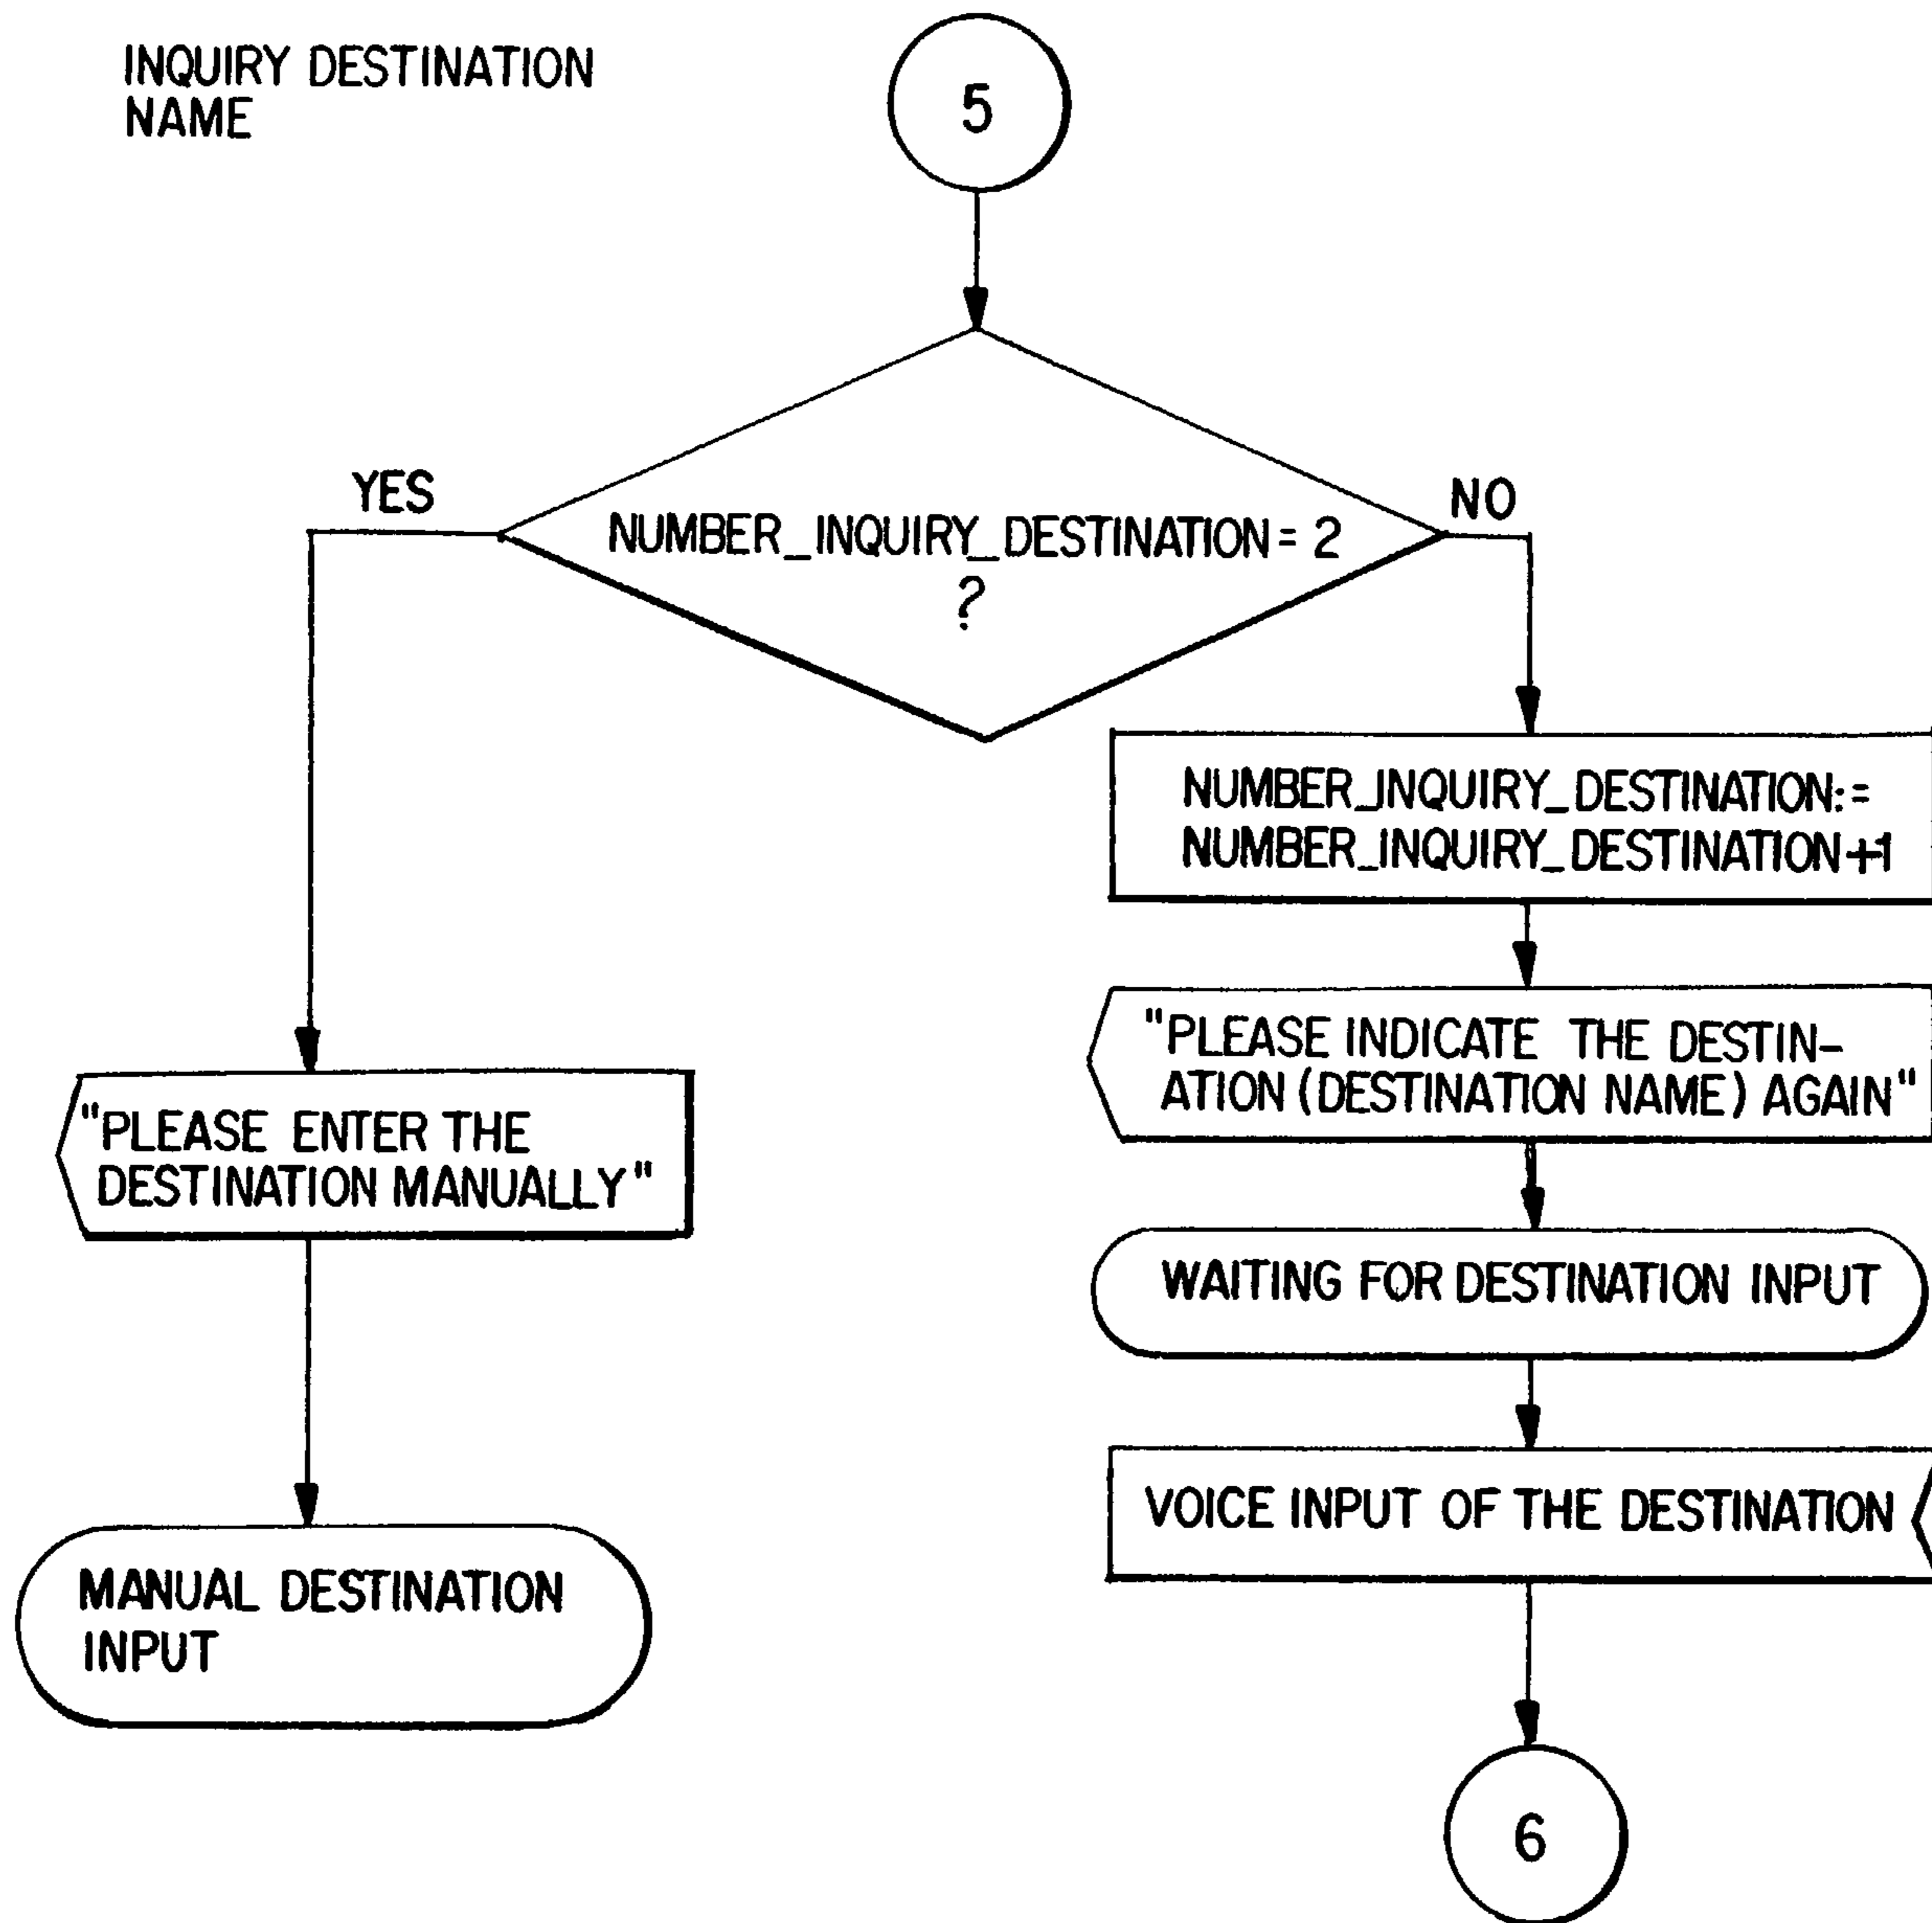 INQUIRY DESTINATION
NAME
5
YES
NO
NUMBER_INQUIRY_DESTINATION = 2
?
NUMBER_INQUIRY_DESTINATION:=
NUMBER_INQUIRY_DESTINATION+1
"PLEASE INDICATE THE DESTIN-
ATION (DESTINATION NAME) AGAIN"
"PLEASE ENTER THE
DESTINATION MANUALLY"
WAITING FOR DESTINATION INPUT
VOICE INPUT OF THE DESTINATION
MANUAL DESTINATION
INPUT
6